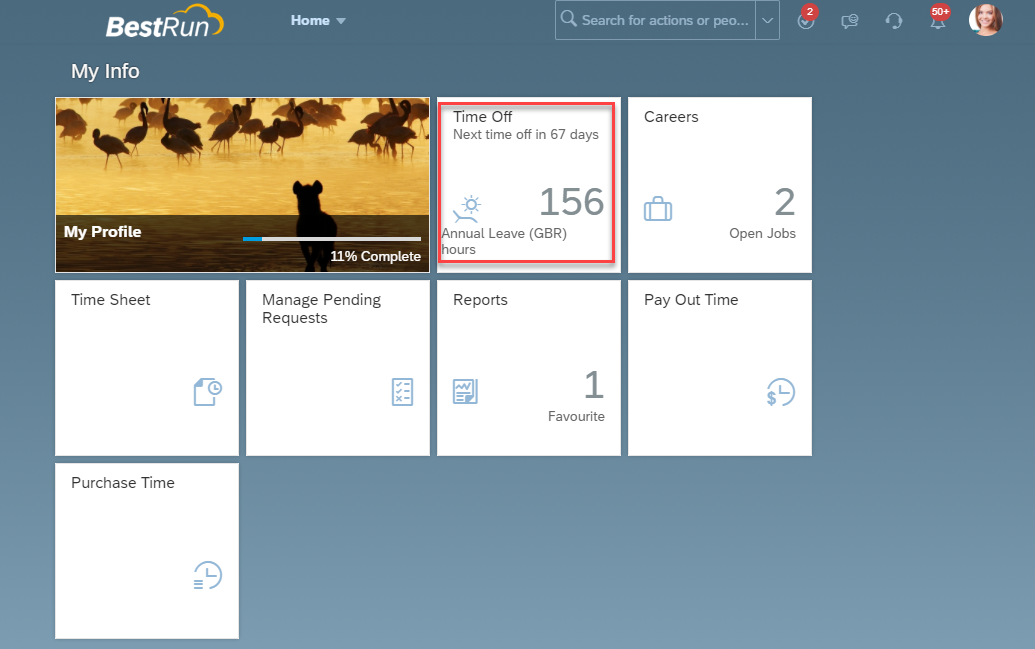 BestRun
Home
Search for actions or peo...
2
50+
My Info
My Profile
11% Complete
Time Off
Next time off in 67 days
156
Annual Leave (GBR)
hours
Careers
2
Open Jobs
Time Sheet
Manage Pending
Requests
Reports
1
Favourite
Pay Out Time
$
Purchase Time